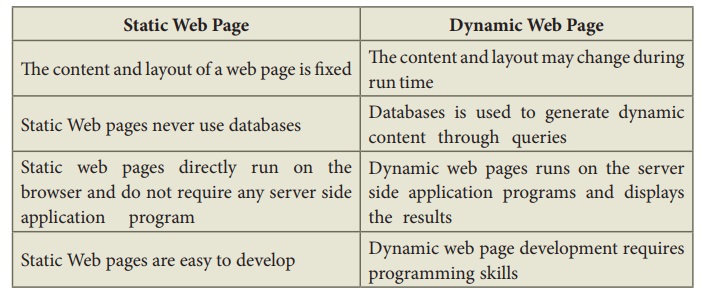 Static Web Page
Dynamic Web Page
The content and layout of a web page is fixed
The content and layout may change during
run time
Static Web pages never use databases
Databases is used to generate dynamic
content through queries
Static web pages directly run on the
browser and do not require any server side
application program
Dynamic web pages runs on the server
side application programs and displays
the results
Static Web pages are easy to develop
Dynamic web page development requires
programming skills